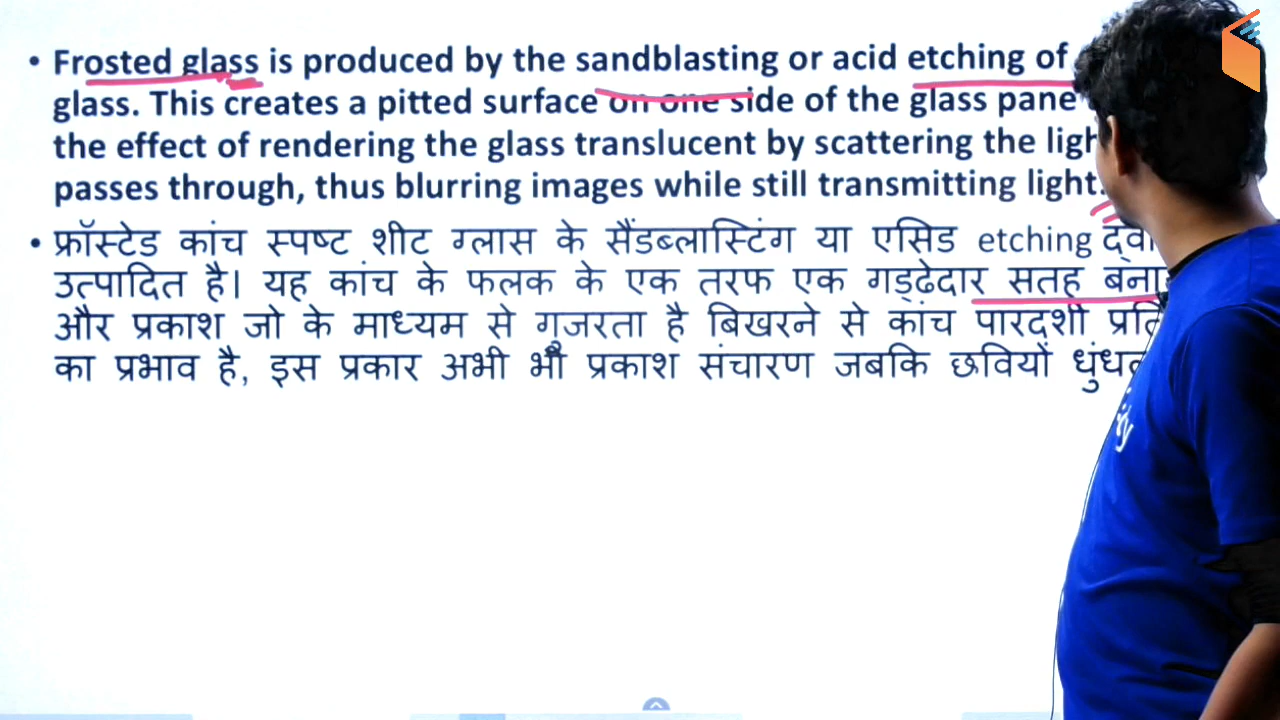 • Frosted glass is produced by the sandblasting or acid etching of
glass. This creates a pitted surface on one side of the glass pane
the effect of rendering the glass translucent by scattering the
passes through, thus blurring images while still transmitting light.
• फ्रॉस्टेड कांच स्पष्ट शीट ग्लास के सैंडब्लास्टिंग या एसिड etching
उत्पादित है। यह कांच के फलक के एक तरफ एक गड्ढेदार सतह
और प्रकाश जो के माध्यम से गुजरता है बिखरने से कांच पारदर्शी
का प्रभाव है, इस प्रकार अभी भी प्रकाश संचारण जबकि छवियों